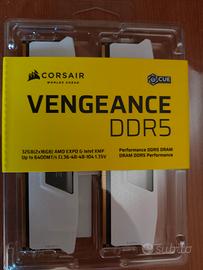 CORSAIR
iCUE
VENGEANCE
DDR5
32GB(2x16GB) AMD EXPO & Intel XMP
Up to 6400MT/s CL36-48-48-104 1.35V
Performance DDR5 DRAM
DRAM DDR5 Performance
Subito